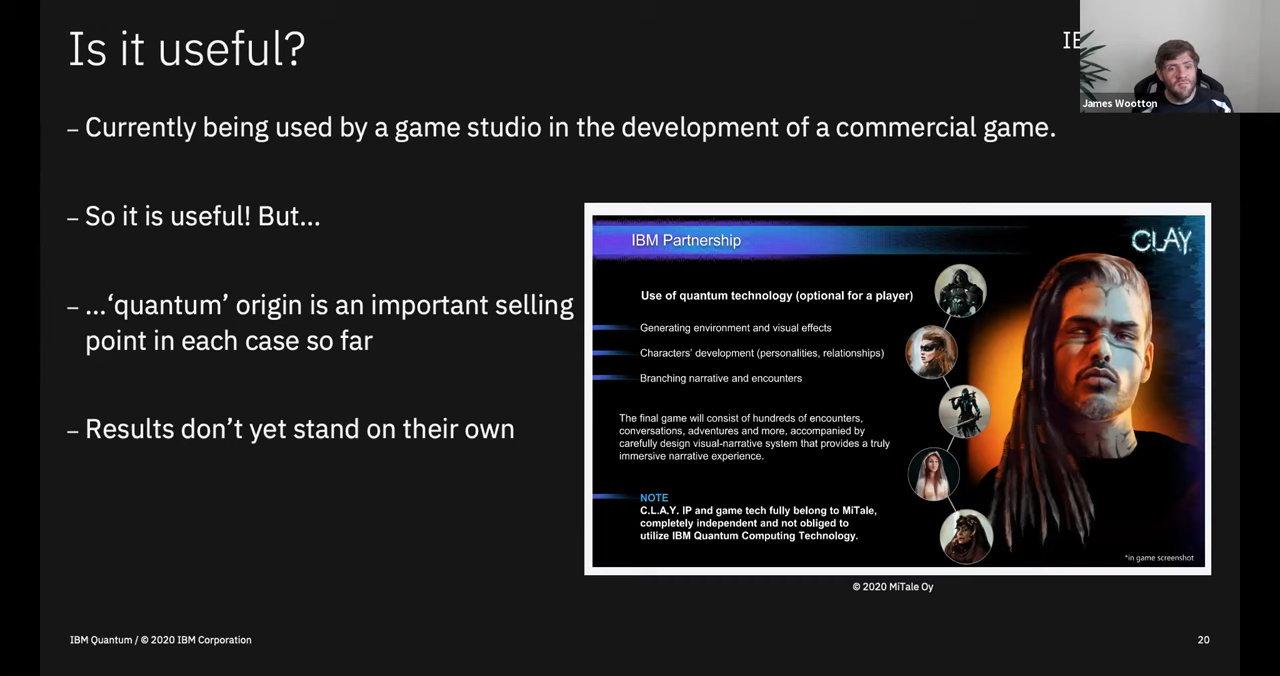 Is it useful?
IB
James Wootton
– Currently being used by a game studio in the development of a commercial game.
– So it is useful! But...
– ...‘quantum’ origin is an important selling
point in each case so far
– Results don’t yet stand on their own
IBM Partnership
CLAY
Use of quantum technology (optional for a player)
Generating environment and visual effects
Characters’ development (personalities, relationships)
Branching narrative and encounters
The final game will consist of hundreds of encounters,
conversations, adventures and more, accompanied by
carefully design visual-narrative system that provides a truly
immersive narrative experience.
NOTE
C.L.A.Y. IP and game tech fully belong to MiTale,
completely independent and not obliged to
utilize IBM Quantum Computing Technology.
*in game screenshot
© 2020 MiTale Oy
IBM Quantum / © 2020 IBM Corporation
20